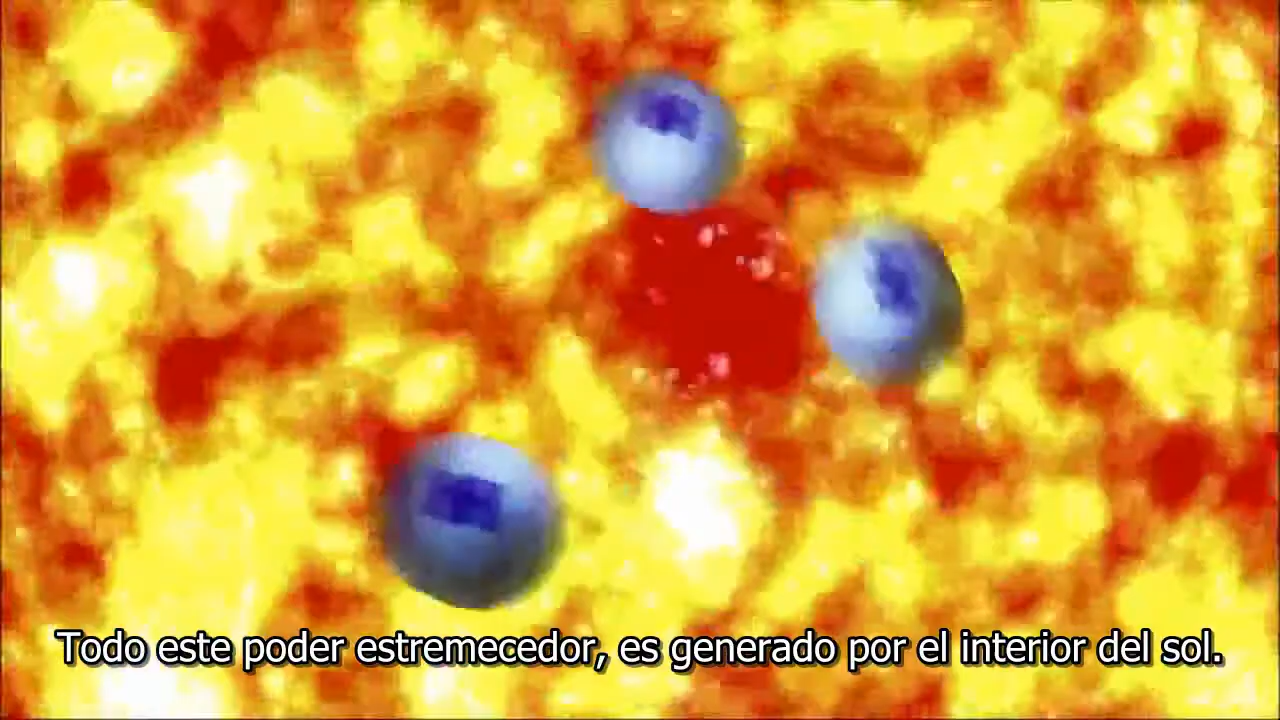 Todo este poder estremecedor, es generado por el interior del sol.